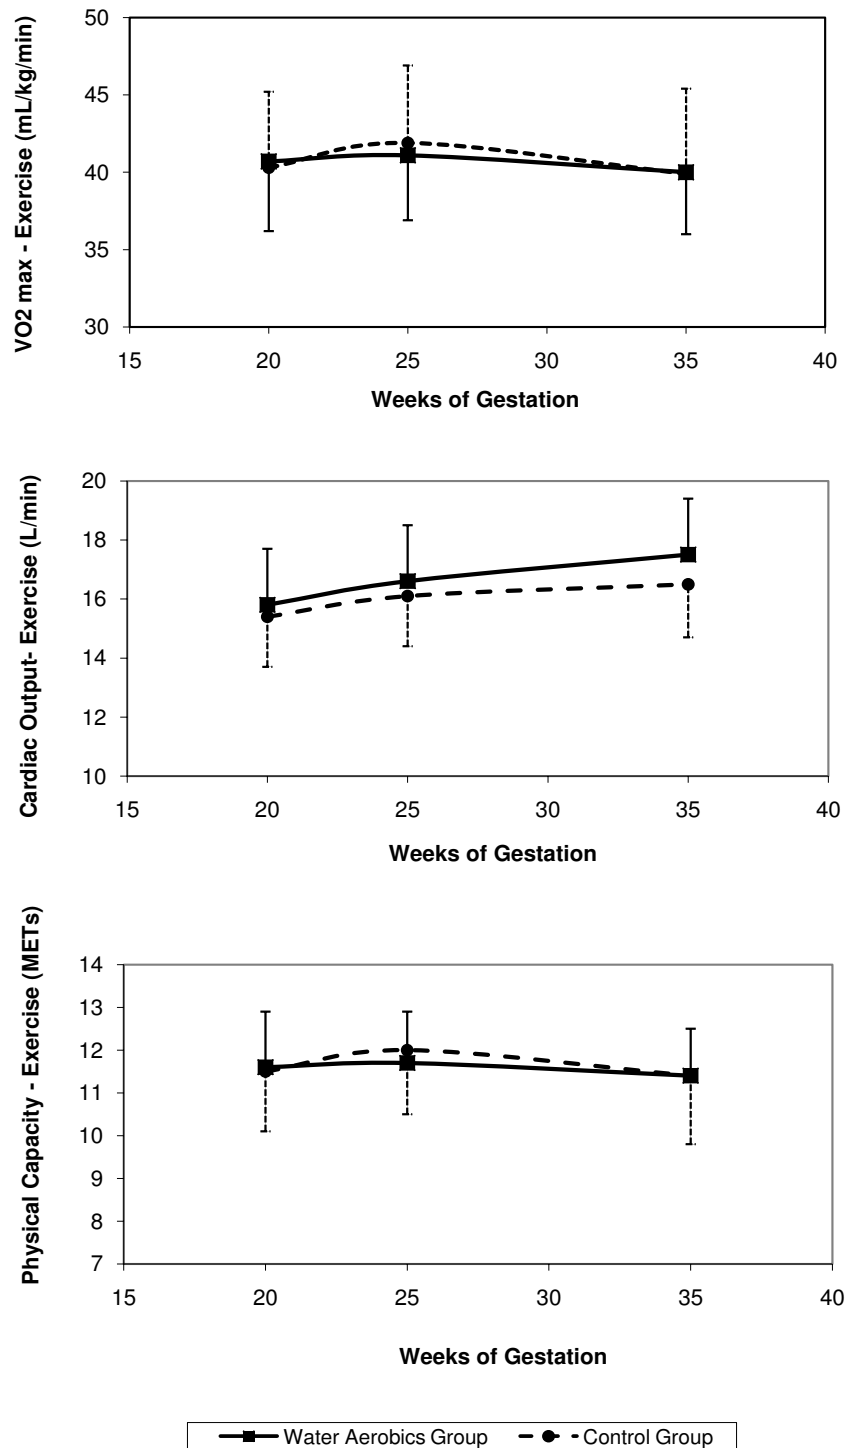 50
45
40
35
30
VO2 max - Exercise (mL/kg/min)
15 20 25 30 35 40
Weeks of Gestation
20
18
16
14
12
10
Cardiac Output- Exercise (L/min)
15 20 25 30 35 40
Weeks of Gestation
14
13
12
11
10
9
8
7
Physical Capacity - Exercise (METs)
15 20 25 30 35 40
Weeks of Gestation
Water Aerobics Group Control Group